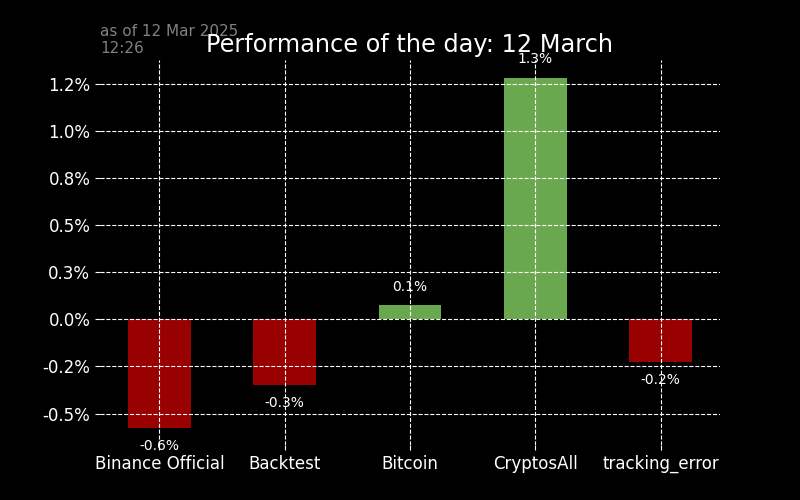 as of 12 Mar 2025
12:26
Performance of the day: 12 March
1.3%
1.2%
1.0%
0.8%
0.5%
0.3%
0.1%
0.0%
-0.2%
-0.2%
-0.3%
-0.5%
-0.6%
Binance Official
Backtest
Bitcoin
CryptosAll
tracking_error